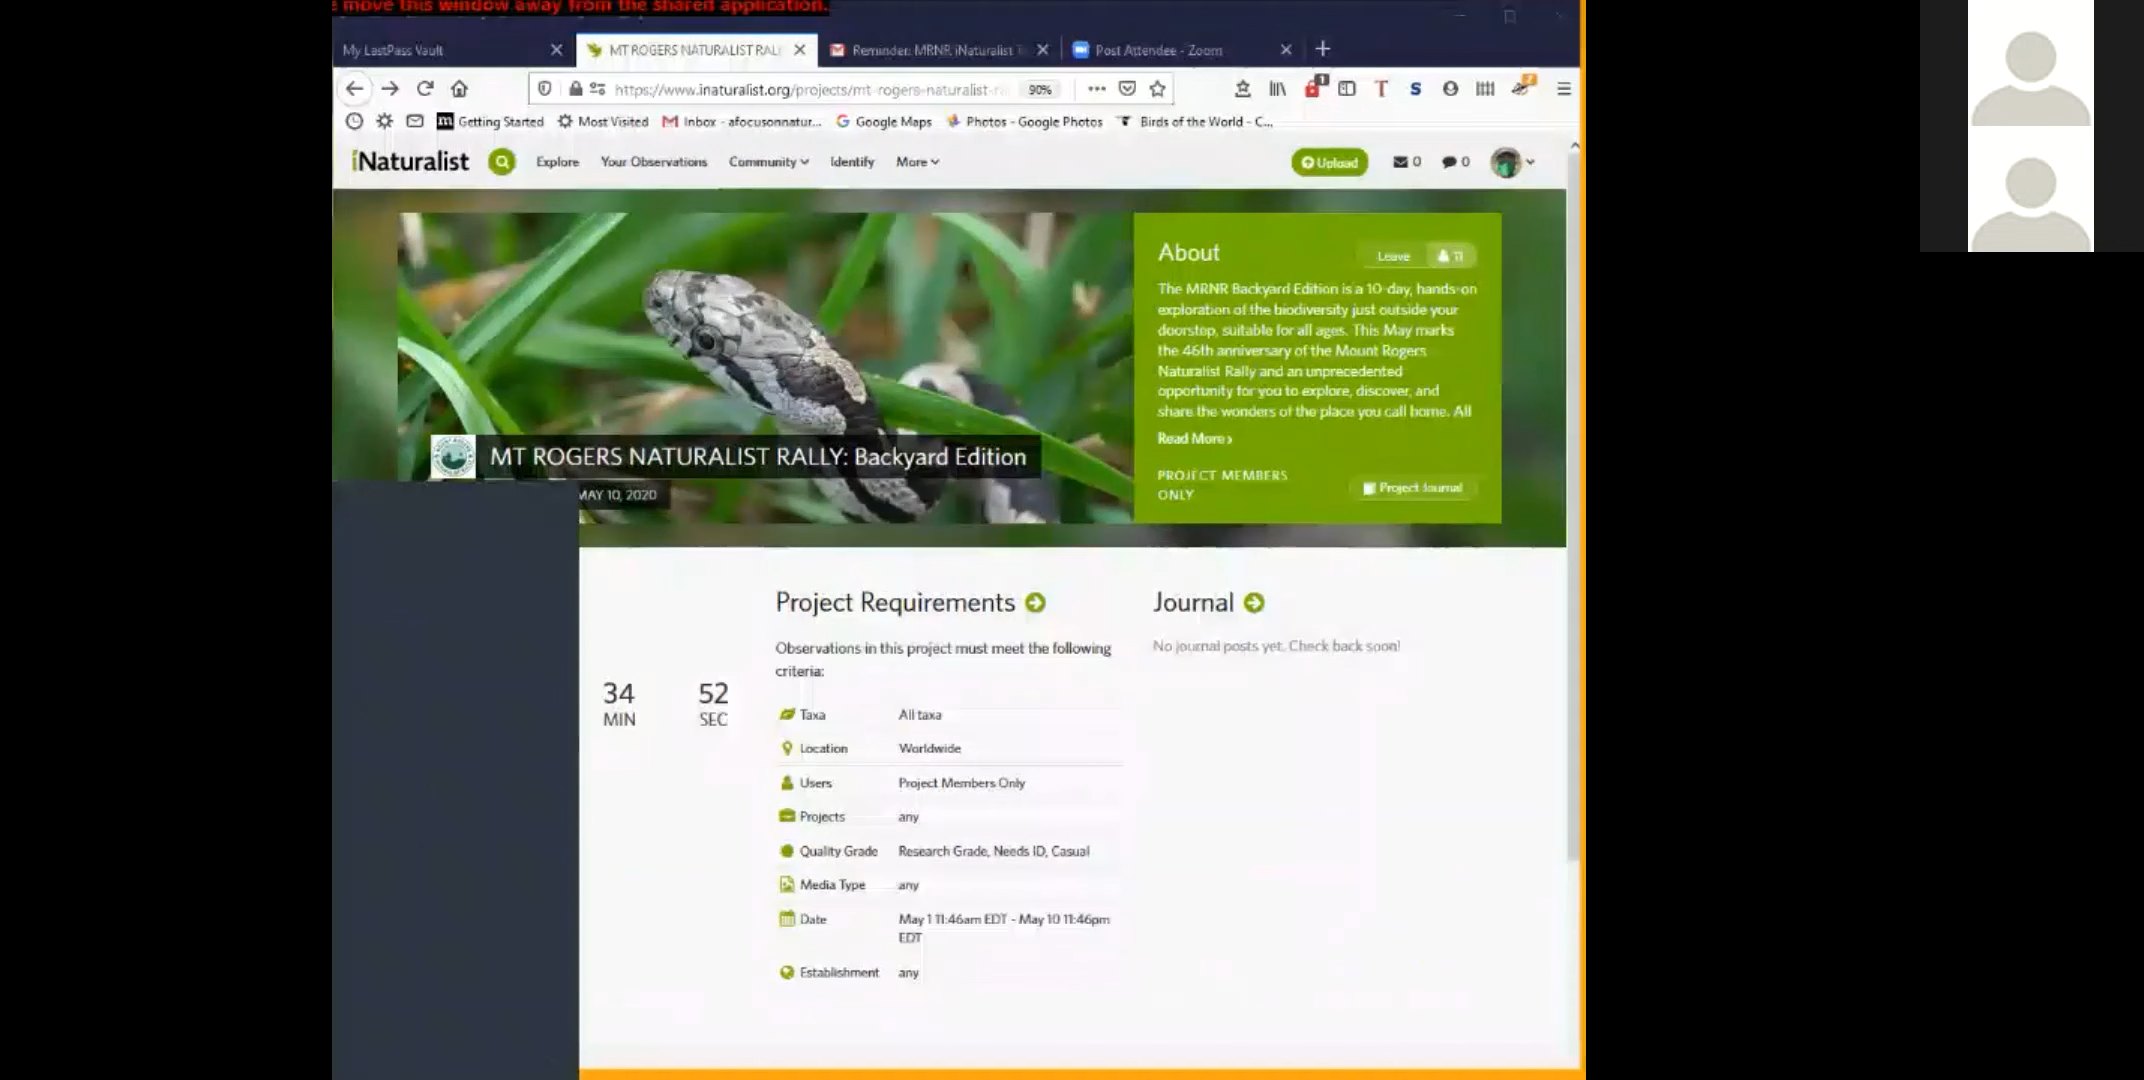 move this window away from the shared application.
My LastPass Vault
MT ROGERS NATURALIST RALL
Reminder: MRNR iNaturalist T
Post Attendee - Zoom
https://www.inaturalist.org/projects/mt-rogers-naturalist-ra
90%
Getting Started
Most Visited
Inbox - afocusonnatur...
Google Maps
Photos - Google Photos
Birds of the World - C...
iNaturalist
Explore
Your Observations
Community
Identify
More
Upload
0
0
About
Leave
The MRNR Backyard Edition is a 10-day, hands-on
exploration of the biodiversity just outside your
doorstep, suitable for all ages. This May marks
the 46th anniversary of the Mount Rogers
Naturalist Rally and an unprecedented
opportunity for you to explore, discover, and
share the wonders of the place you call home. All
Read More ›
PROJECT MEMBERS
ONLY
Project Journal
MT ROGERS NATURALIST RALLY: Backyard Edition
MAY 10, 2020
34
MIN
52
SEC
Project Requirements
Observations in this project must meet the following
criteria:
Taxa All taxa
Location Worldwide
Users Project Members Only
Projects any
Quality Grade Research Grade, Needs ID, Casual
Media Type any
Date May 1 11:46am EDT - May 10 11:46pm
EDT
Establishment any
Journal
No journal posts yet. Check back soon!